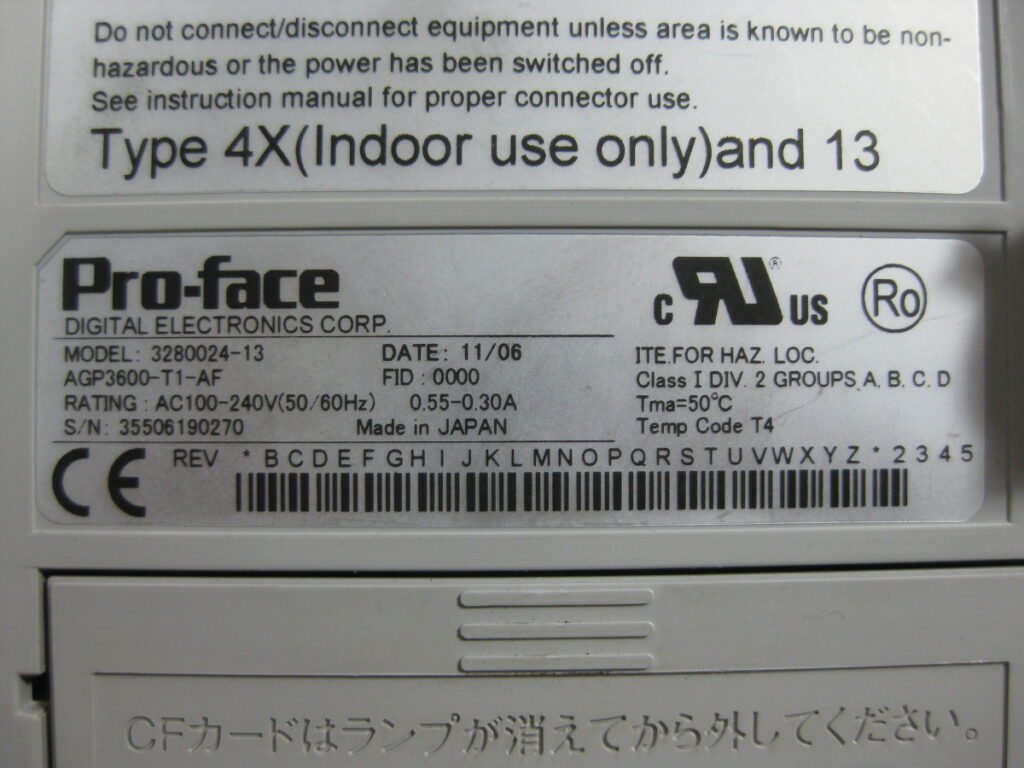 Do not connect/disconnect equipment unless area is known to be non-
hazardous or the power has been switched off.
See instruction manual for proper connector use.
Type 4X(Indoor use only)and 13
Pro-face
DIGITAL ELECTRONICS CORP.
MODEL: 3280024-13 DATE: 11/06
AGP3600-T1-AF FID : 0000
RATING : AC100-240V(50/60Hz) 0.55-0.30A
S/N: 35506190270 Made in JAPAN
C RU ® US Ro
ITE.FOR HAZ. LOC.
Class I DIV. 2 GROUPS A, B, C, D
Tma=50℃
Temp Code T4
CE REV * B C D E F G H I J K L M N O P Q R S T U V W X Y Z * 2 3 4 5
CFカードはランプが消えてから外してください。